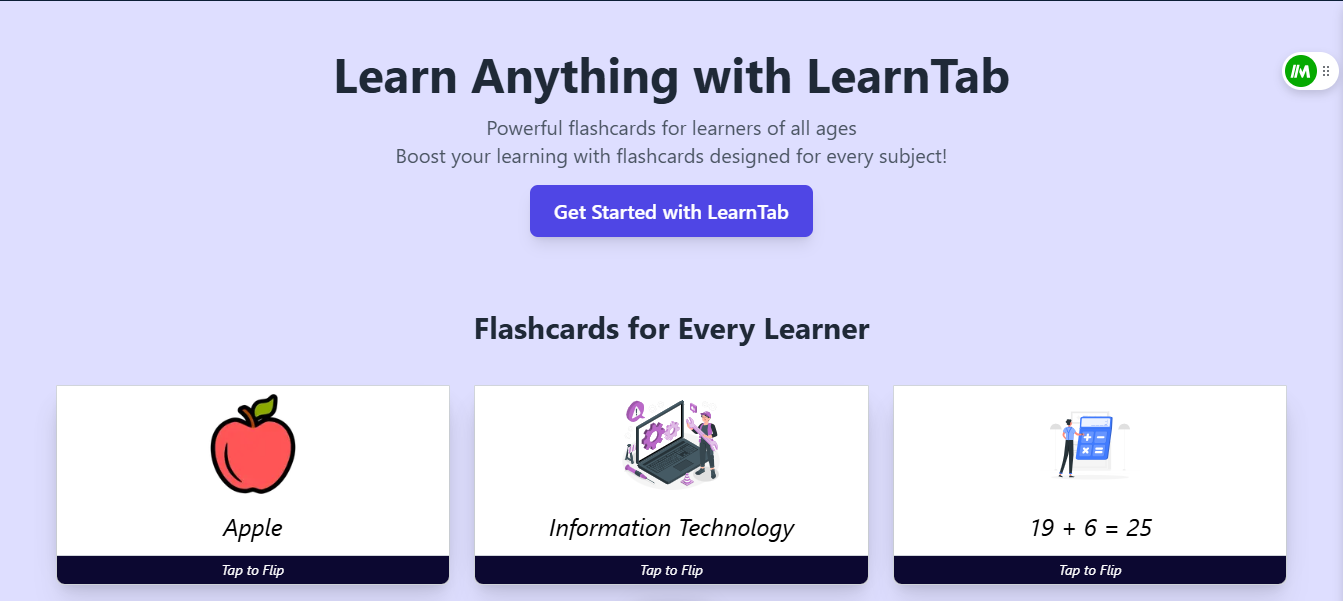 Learn Anything with LearnTab
Powerful flashcards for learners of all ages
Boost your learning with flashcards designed for every subject!
Get Started with LearnTab
Flashcards for Every Learner
Apple
Information Technology
19 + 6 = 25
Tap to Flip
Tap to Flip
Tap to Flip